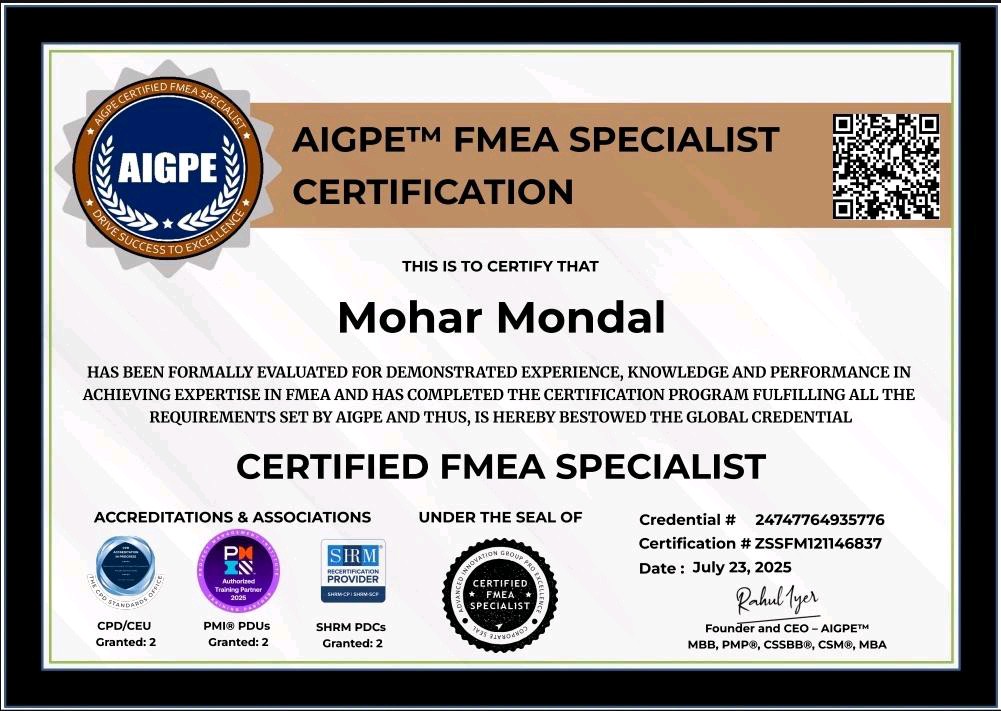 AIGPE CERTIFIED FMEA SPECIALIST
AIGPE
DRIVE SUCCESS TO EXCELLENCE
AIGPE™ FMEA SPECIALIST
CERTIFICATION
THIS IS TO CERTIFY THAT
Mohar Mondal
HAS BEEN FORMALLY EVALUATED FOR DEMONSTRATED EXPERIENCE, KNOWLEDGE AND PERFORMANCE IN
ACHIEVING EXPERTISE IN FMEA AND HAS COMPLETED THE CERTIFICATION PROGRAM FULFILLING ALL THE
REQUIREMENTS SET BY AIGPE AND THUS, IS HEREBY BESTOWED THE GLOBAL CREDENTIAL
CERTIFIED FMEA SPECIALIST
ACCREDITATIONS & ASSOCIATIONS
THE CPD STANDARDS OFFICE
CPD/CEU
Granted: 2
PROJECT MANAGEMENT INSTITUTE
PMI
Authorized
Training Partner
2025
TRAINING PARTNER
PMI® PDUs
Granted: 2
SHRM
RECERTIFICATION
PROVIDER
SHRM-CP | SHRM-SCP
SHRM PDCs
Granted: 2
UNDER THE SEAL OF
ADVANCED INNOVATION GROUP PRO EXCELLENCE
CERTIFIED
FMEA
SPECIALIST
CORPORATE SEAL
Credential # 24747764935776
Certification # ZSSFM121146837
Date : July 23, 2025
Rahul Iyer
Founder and CEO – AIGPE™
MBB, PMP®, CSSBB®, CSM®, MBA